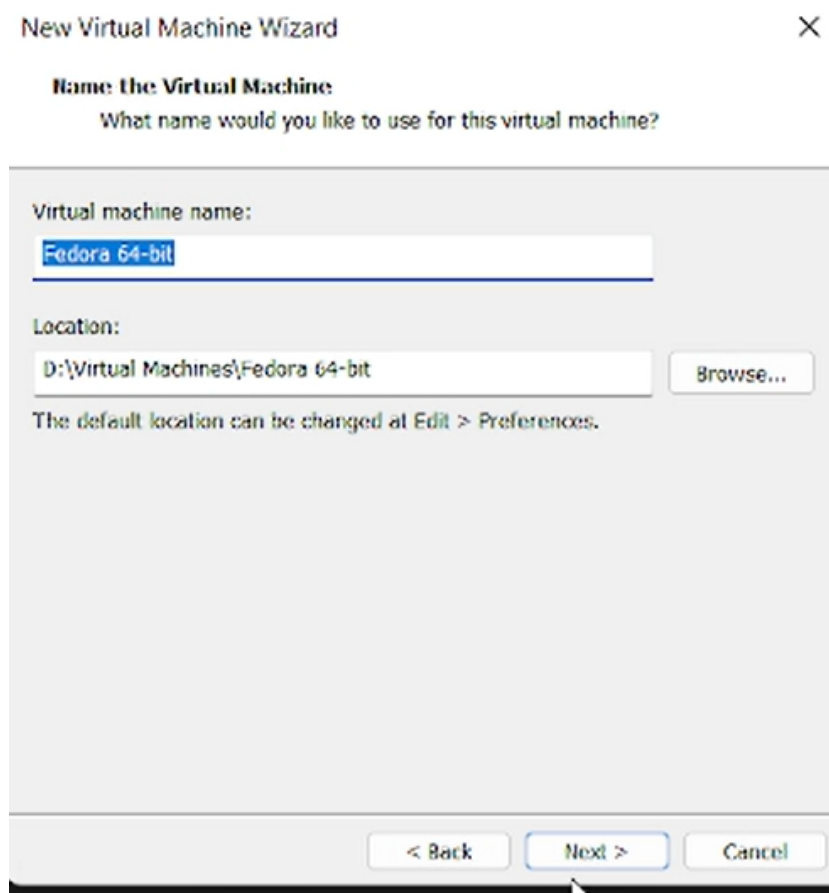 New Virtual Machine Wizard
Name the Virtual Machine
What name would you like to use for this virtual machine?
Virtual machine name:
Fedora 64-bit
Location:
D:\Virtual Machines\Fedora 64-bit
Browse...
The default location can be changed at Edit > Preferences.
< Back
Next >
Cancel